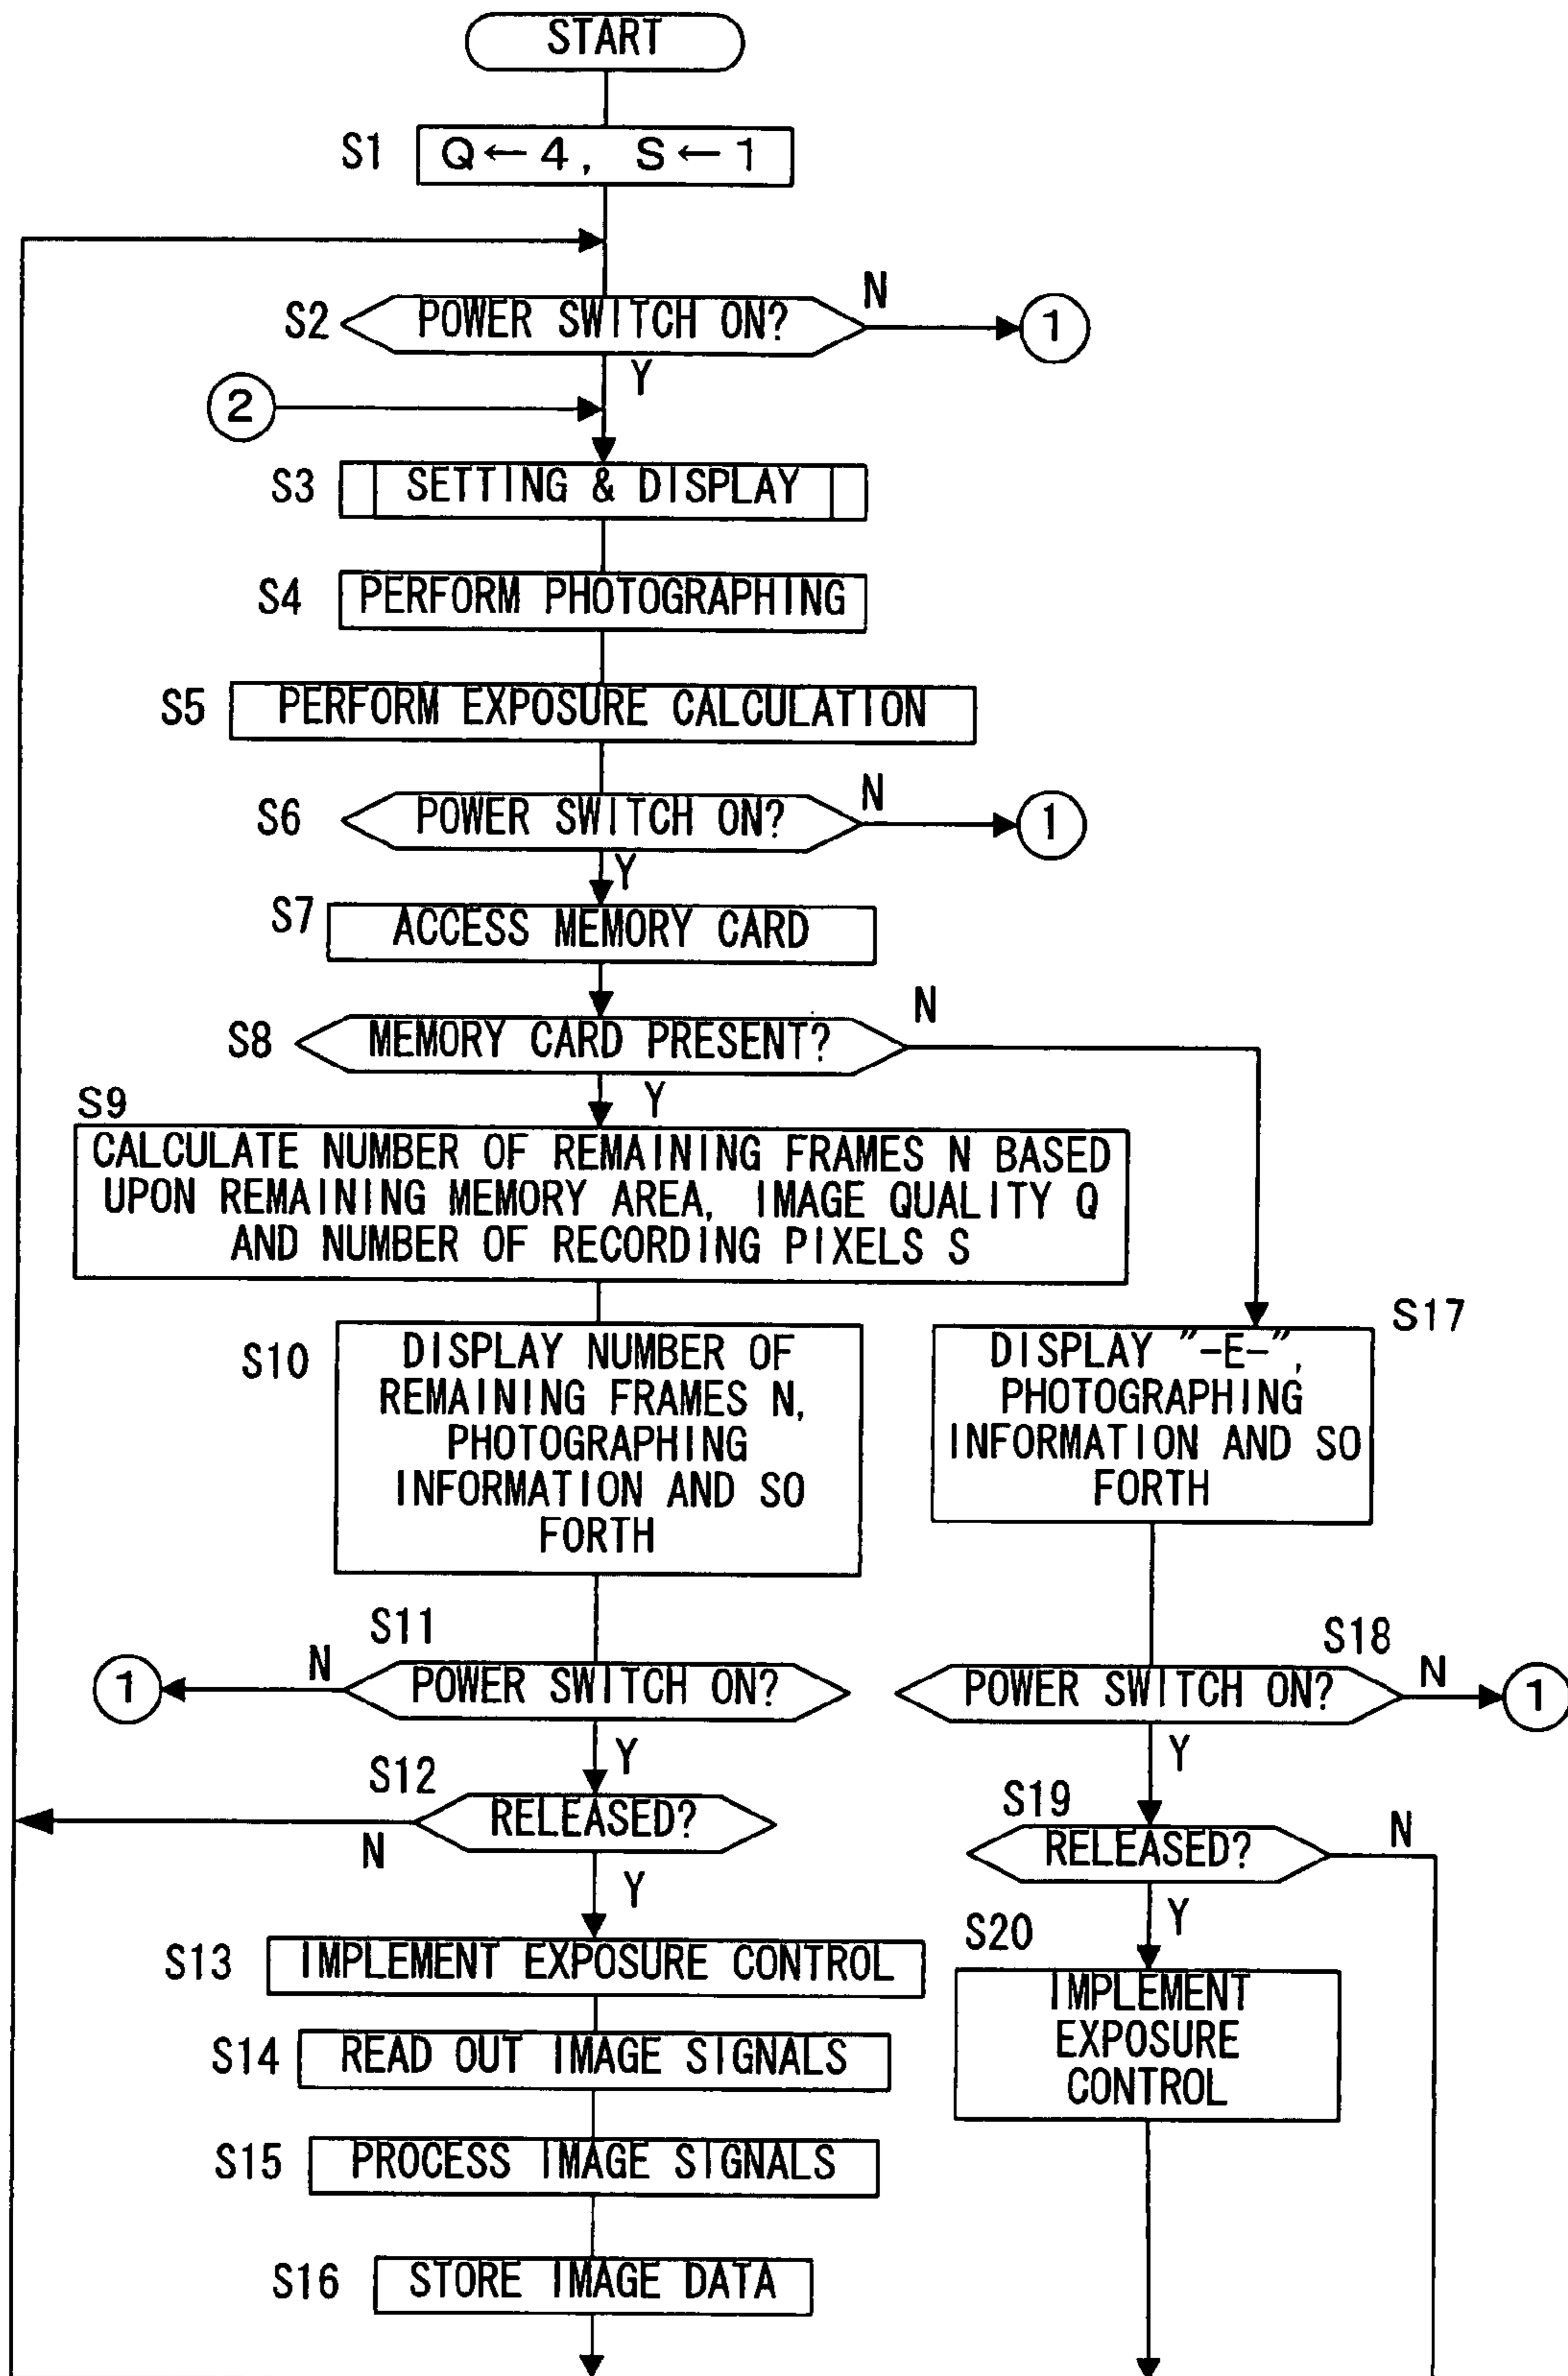 START
S1 Q←4, S←1
S2 POWER SWITCH ON? N 1
Y
2
S3 SETTING & DISPLAY
S4 PERFORM PHOTOGRAPHING
S5 PERFORM EXPOSURE CALCULATION
S6 POWER SWITCH ON? N 1
Y
S7 ACCESS MEMORY CARD
S8 MEMORY CARD PRESENT? N
Y
S9
CALCULATE NUMBER OF REMAINING FRAMES N BASED
UPON REMAINING MEMORY AREA, IMAGE QUALITY Q
AND NUMBER OF RECORDING PIXELS S
S10
DISPLAY NUMBER OF
REMAINING FRAMES N,
PHOTOGRAPHING
INFORMATION AND SO
FORTH
S17
DISPLAY "-E-",
PHOTOGRAPHING
INFORMATION AND SO
FORTH
S11
1 N POWER SWITCH ON?
Y
S18
POWER SWITCH ON? N 1
Y
S12
RELEASED?
N
Y
S19
RELEASED? N
Y
S13 IMPLEMENT EXPOSURE CONTROL
S14 READ OUT IMAGE SIGNALS
S15 PROCESS IMAGE SIGNALS
S16 STORE IMAGE DATA
S20
IMPLEMENT
EXPOSURE
CONTROL